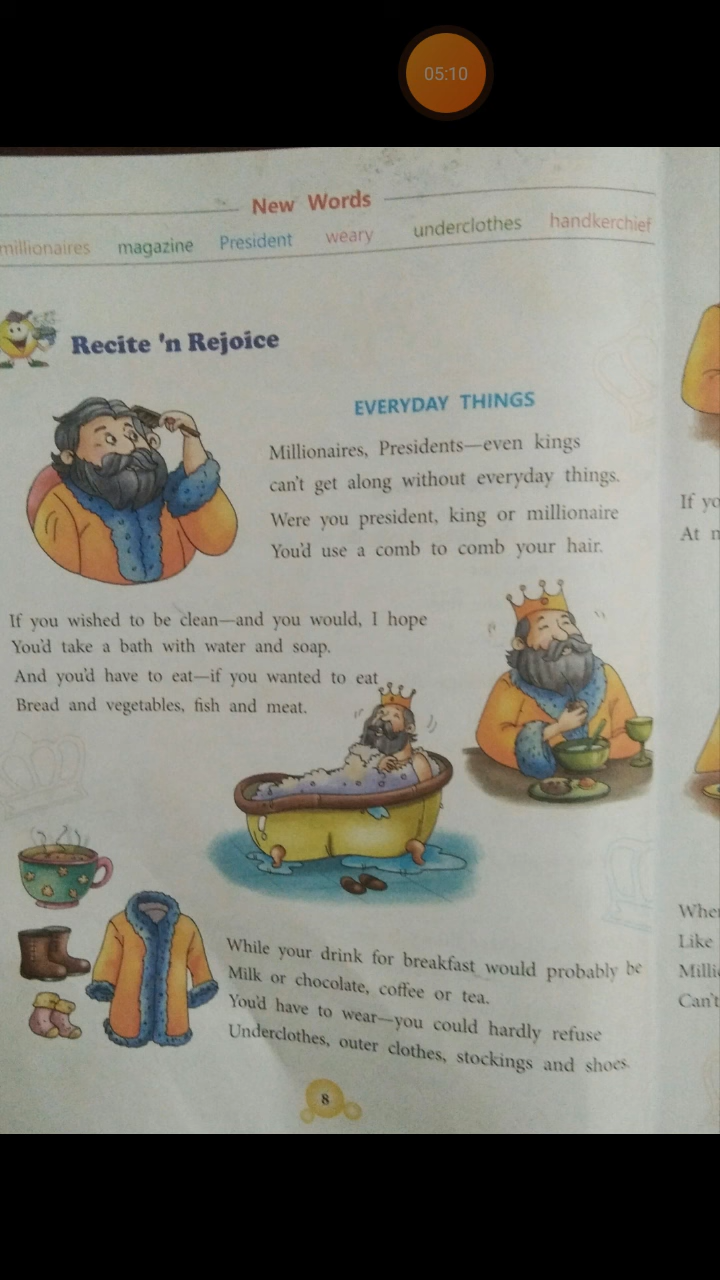 05:10
New Words
millionaires magazine President weary underclothes handkerchief
Recite 'n Rejoice
EVERYDAY THINGS
Millionaires, Presidents—even kings
can't get along without everyday things.
Were you president, king or millionaire
You'd use a comb to comb your hair.
If you wished to be clean—and you would, I hope
You'd take a bath with water and soap.
And you'd have to eat—if you wanted to eat
Bread and vegetables, fish and meat.
While your drink for breakfast would probably be
Milk or chocolate, coffee or tea.
You'd have to wear—you could hardly refuse
Underclothes, outer clothes, stockings and shoes.
8
If
At
Like
Can't